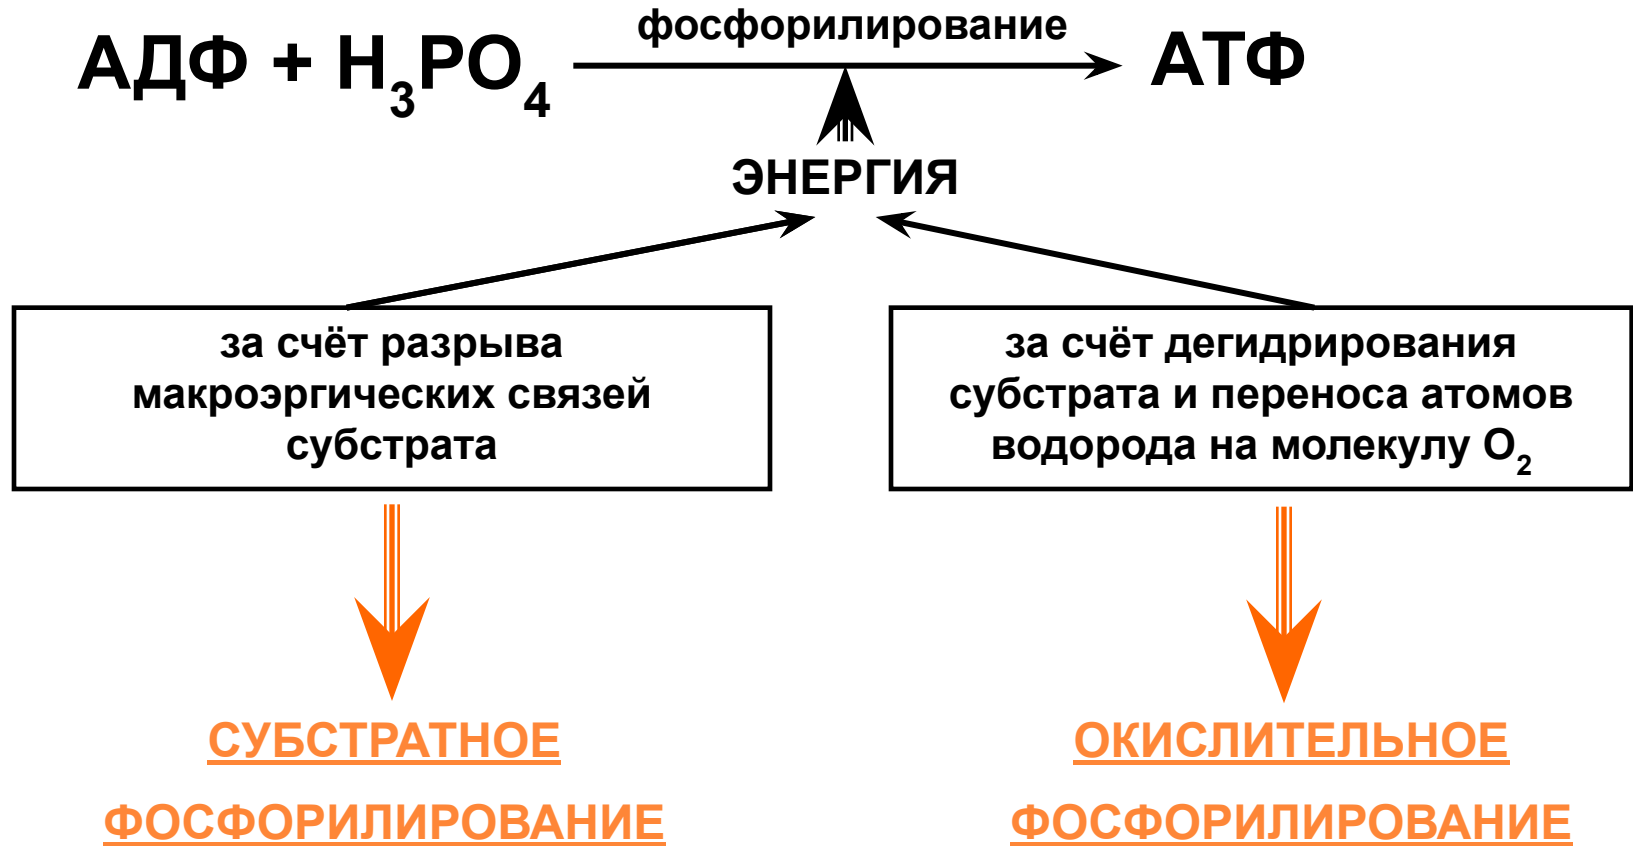 фосфорилирование
АДФ + H₃PO₄ АТФ
ЭНЕРГИЯ
за счёт разрыва
макроэргических связей
субстрата
за счёт дегидрирования
субстрата и переноса атомов
водорода на молекулу O₂
СУБСТРАТНОЕ
ФОСФОРИЛИРОВАНИЕ
ОКИСЛИТЕЛЬНОЕ
ФОСФОРИЛИРОВАНИЕ